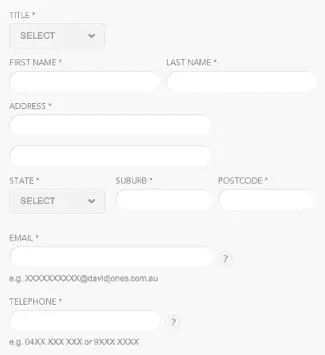 TITLE *
SELECT
FIRST NAME * LAST NAME *
ADDRESS *
STATE * SUBURB * POSTCODE *
SELECT
EMAIL *
?
e.g. XXXXXXXXXX@davidjones.com.au
TELEPHONE *
?
e.g. 04XX XXX XXX or 9XXX XXXX